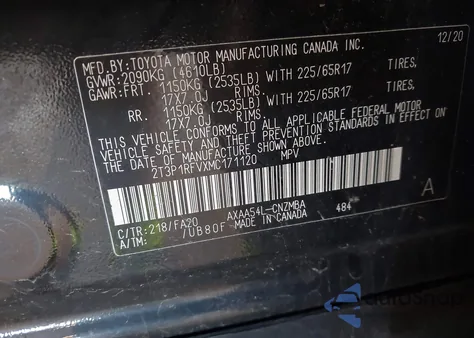 MFD.BY:TOYOTA MOTOR MANUFACTURING CANADA INC. 12/20
GVWR:2090KG (4610LB)
GAWR:FRT. 1150KG (2535LB) WITH 225/65R17 TIRES.
17X7.0J RIMS.
RR. 1150KG (2535LB) WITH 225/65R17 TIRES.
17X7.0J RIMS.
THIS VEHICLE CONFORMS TO ALL APPLICABLE FEDERAL MOTOR
VEHICLE SAFETY AND THEFT PREVENTION STANDARDS IN
EFFECT ON THE DATE OF MANUFACTURE SHOWN ABOVE.
2T3P1RFVXMC171120 MPV
A
C/TR:218/FA20 AXAA54L-CNZMBA 484
A/TM: /UB80F MADE IN CANADA
AutoSnap